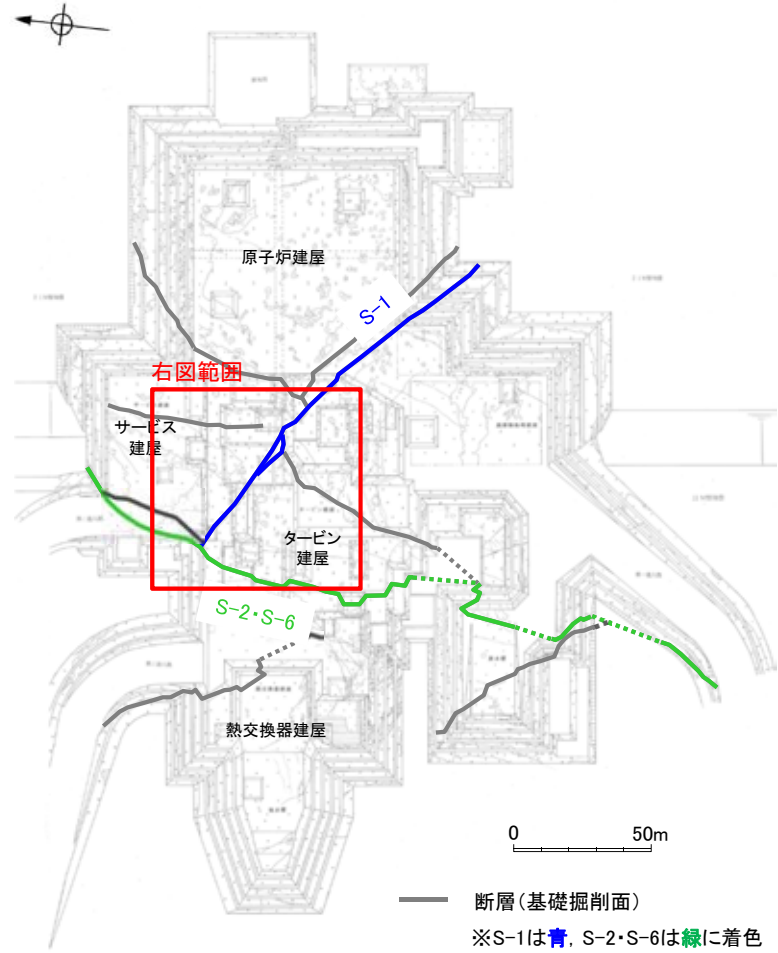 原子炉建屋
S-1
右図範囲
サービス
建屋
タービン
建屋
S-2・S-6
熱交換器建屋
0 50m
断層(基礎掘削面)
※S-1は青, S-2・S-6は緑に着色